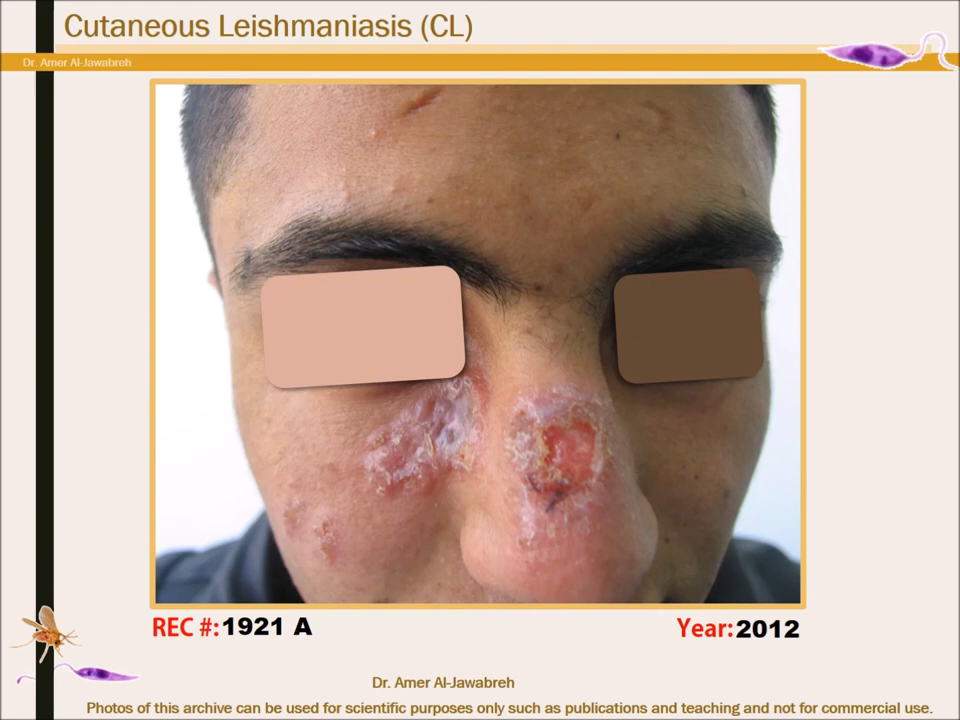 Cutaneous Leishmaniasis (CL)
Dr. Amer Al-Jawabreh
REC #:1921 A
Year:2012
Dr. Amer Al-Jawabreh
Photos of this archive can be used for scientific purposes only such as publications and teaching and not for commercial use.